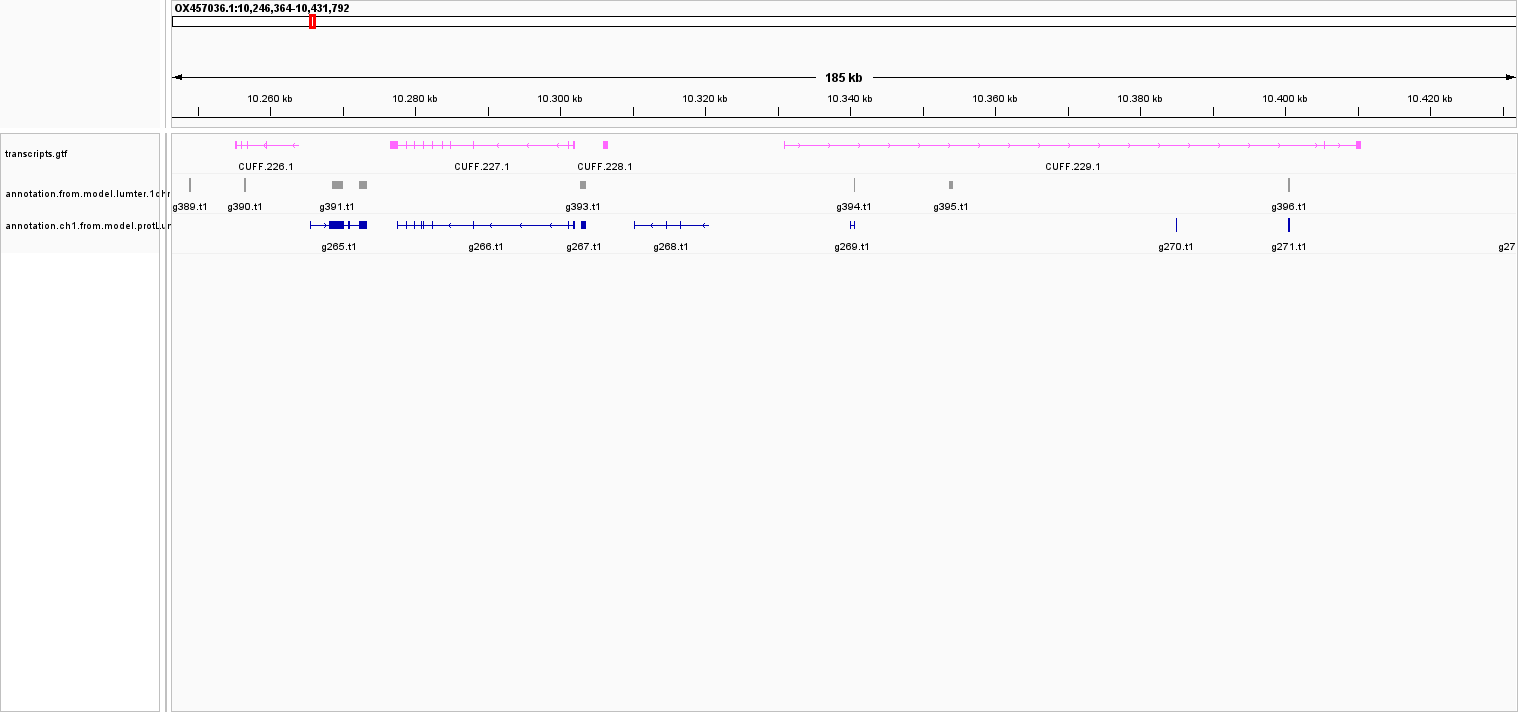 OX457036.1:10,246,364-10,431,792
185 kb
10.260 kb 10.280 kb 10.300 kb 10.320 kb 10.340 kb 10.360 kb 10.380 kb 10.400 kb 10.420 kb
transcripts.gtf
CUFF.226.1 CUFF.227.1 CUFF.228.1 CUFF.229.1
annotation.from.model.lumter.1chr
g389.t1 g390.t1 g391.t1 g393.t1 g394.t1 g395.t1 g396.t1
annotation.ch1.from.model.protLum
g265.t1 g266.t1 g267.t1 g268.t1 g269.t1 g270.t1 g271.t1 g27